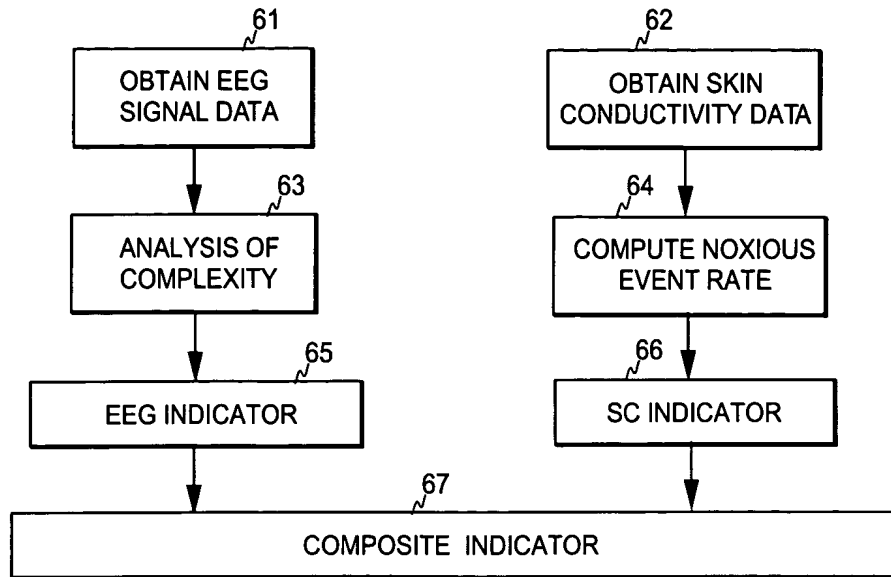 61
OBTAIN EEG
SIGNAL DATA
62
OBTAIN SKIN
CONDUCTIVITY DATA
63
ANALYSIS OF
COMPLEXITY
64
COMPUTE NOXIOUS
EVENT RATE
65
EEG INDICATOR
66
SC INDICATOR
67
COMPOSITE INDICATOR